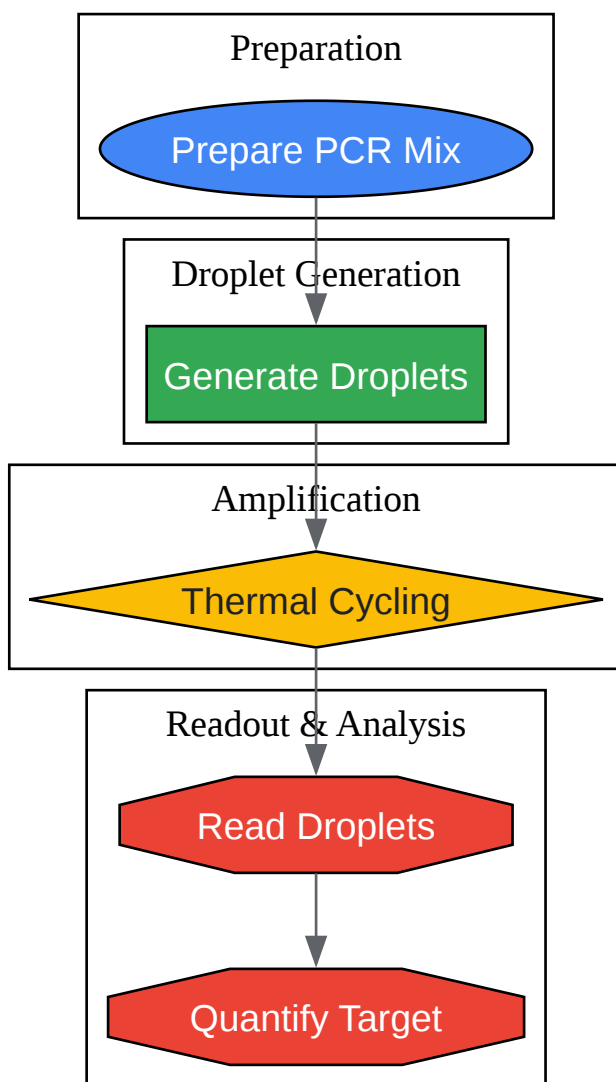 Preparation
Prepare PCR Mix
Droplet Generation
Generate Droplets
Amplification
Thermal Cycling
Readout & Analysis
Read Droplets
Quantify Target